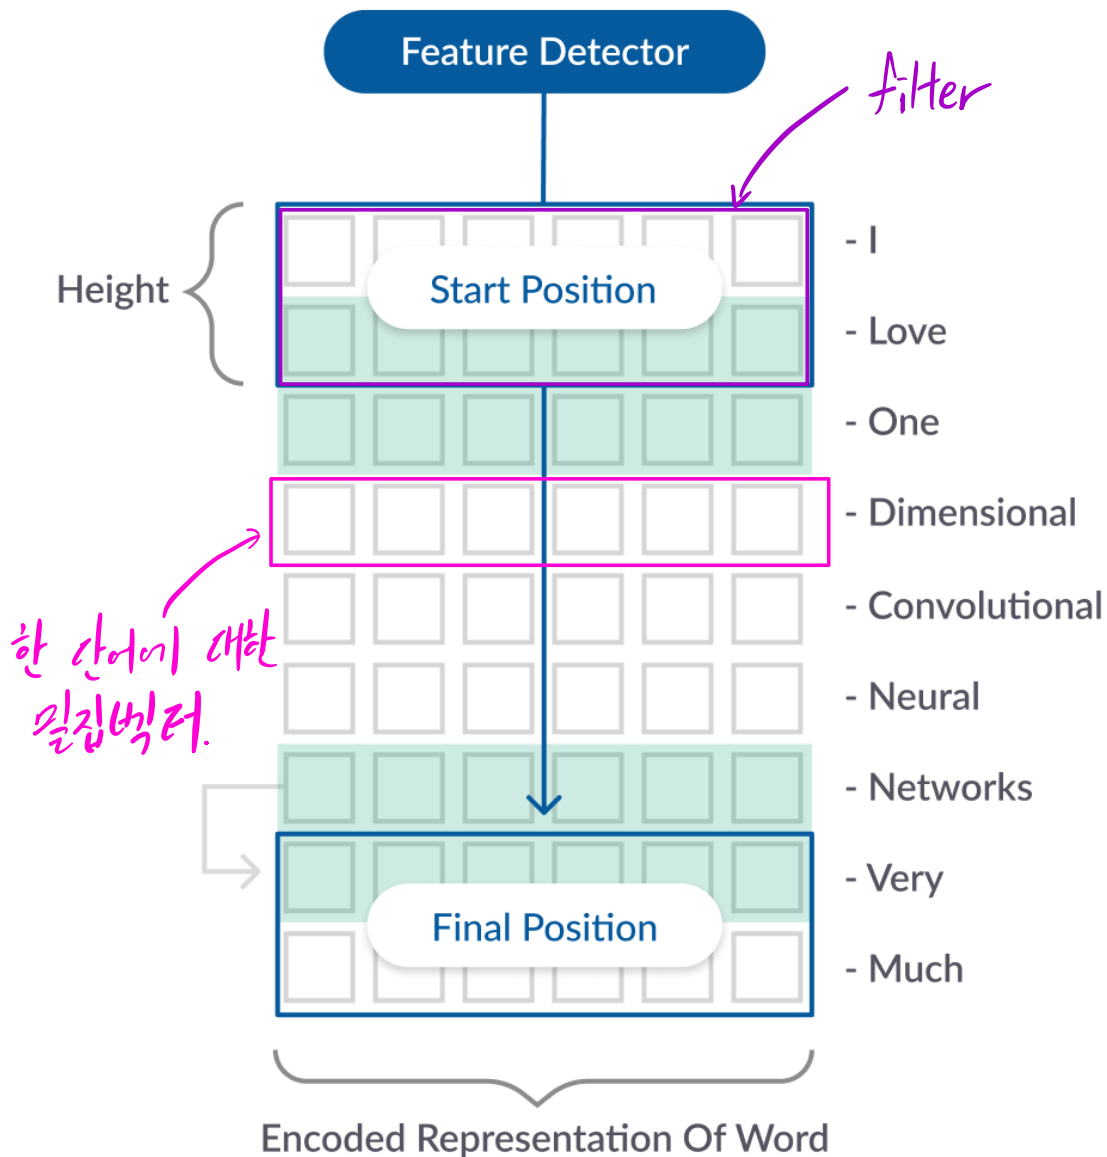 Feature Detector
filter
- I
Height
Start Position
- Love
- One
- Dimensional
- Convolutional
한 단어에 대한
밀집벡터.
- Neural
- Networks
- Very
Final Position
- Much
Encoded Representation Of Word